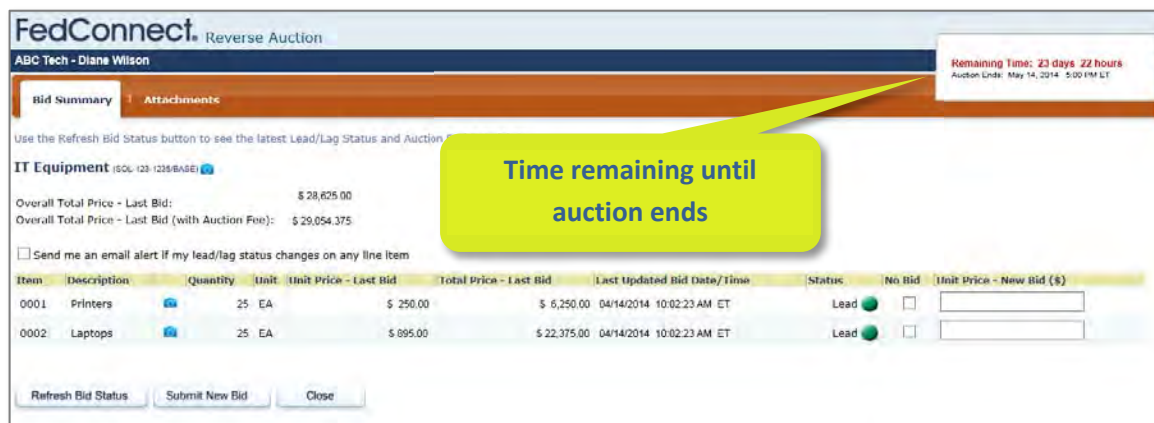 FedConnect. Reverse Auction
ABC Tech - Diane Wilson
Remaining Time: 23 days 22 hours
Auction Ends: May 14, 2014 5:00 PM ET
Bid Summary Attachments
Use the Refresh Bid Status button to see the latest Lead/Lag Status and Auction
Time remaining until
auction ends
IT Equipment (SOL-123-1235/BASE)
Overall Total Price - Last Bid: $ 28,625.00
Overall Total Price - Last Bid (with Auction Fee): $ 29,054.375
Send me an email alert if my lead/lag status changes on any line item
Item Description Quantity Unit Unit Price - Last Bid Total Price - Last Bid Last Updated Bid Date/Time Status No Bid Unit Price - New Bid ($)
0001 Printers 25 EA $ 250.00 $ 6,250.00 04/14/2014 10:02:23 AM ET Lead
0002 Laptops 25 EA $ 895.00 $ 22,375.00 04/14/2014 10:02:23 AM ET Lead
Refresh Bid Status Submit New Bid Close